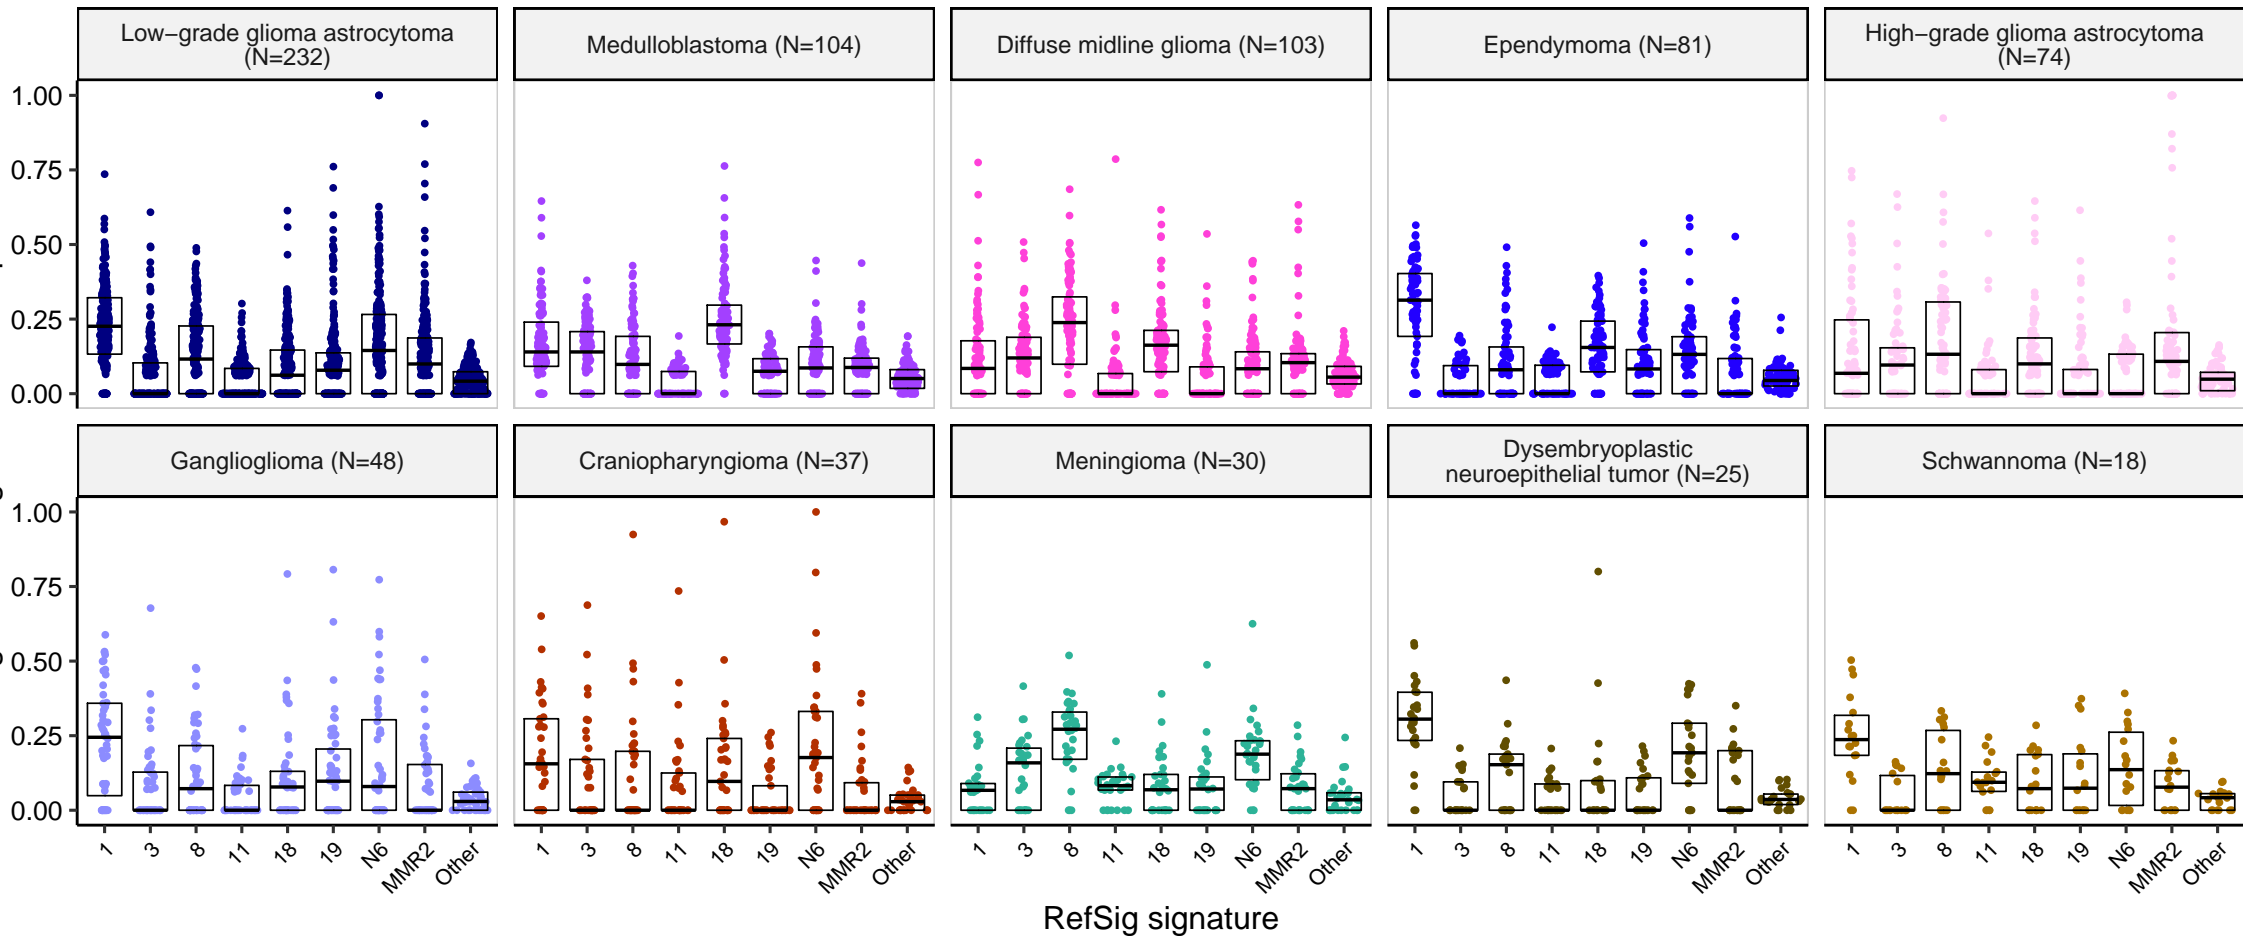 Low−grade glioma astrocytoma
(N=232)
Medulloblastoma (N=104)
Diffuse midline glioma (N=103)
Ependymoma (N=81)
High−grade glioma astrocytoma
(N=74)
1.00
0.75
0.50
0.25
0.00
Ganglioglioma (N=48)
Craniopharyngioma (N=37)
Meningioma (N=30)
Dysembryoplastic
neuroepithelial tumor (N=25)
Schwannoma (N=18)
1.00
0.75
0.50
0.25
0.00
1 3 8 11 18 19 N6 MMR2 Other
1 3 8 11 18 19 N6 MMR2 Other
1 3 8 11 18 19 N6 MMR2 Other
1 3 8 11 18 19 N6 MMR2 Other
1 3 8 11 18 19 N6 MMR2 Other
RefSig signature